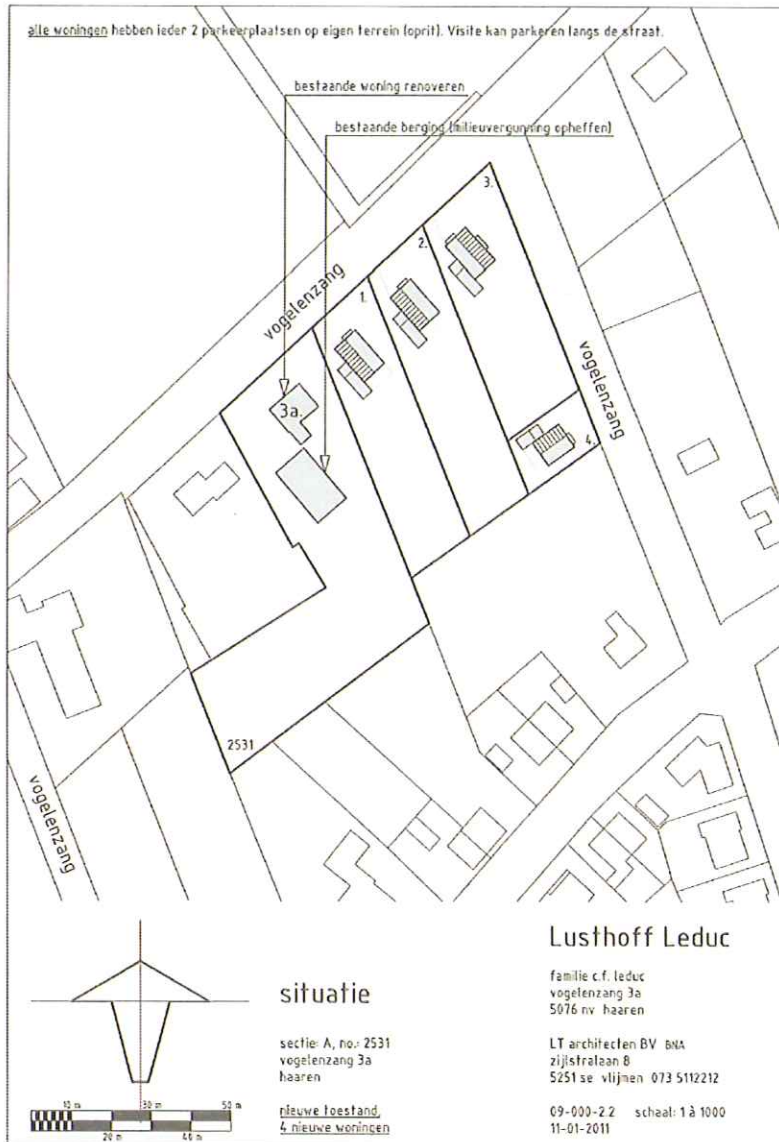 alle woningen hebben ieder 2 parkeerplaatsen op eigen terrein (oprit). Visite kan parkeren langs de straat.
bestaande woning renoveren
bestaande berging (milieuvergunning opheffen)
3.
2.
vogelenzang
1.
3a.
vogelenzang
4.
2531
vogelenzang
Lusthoff Leduc
situatie
familie c.f. leduc
vogelenzang 3a
5076 nv haaren
sectie: A, no.: 2531
vogelenzang 3a
haaren
LT architecten BV BNA
zijlstralaan 8
5251 se vlijmen 073 5112212
nieuwe toestand,
4 nieuwe woningen
09-000-2.2 schaal: 1 à 1000
11-01-2011
10 m 30 m 50 m
20 m 40 m